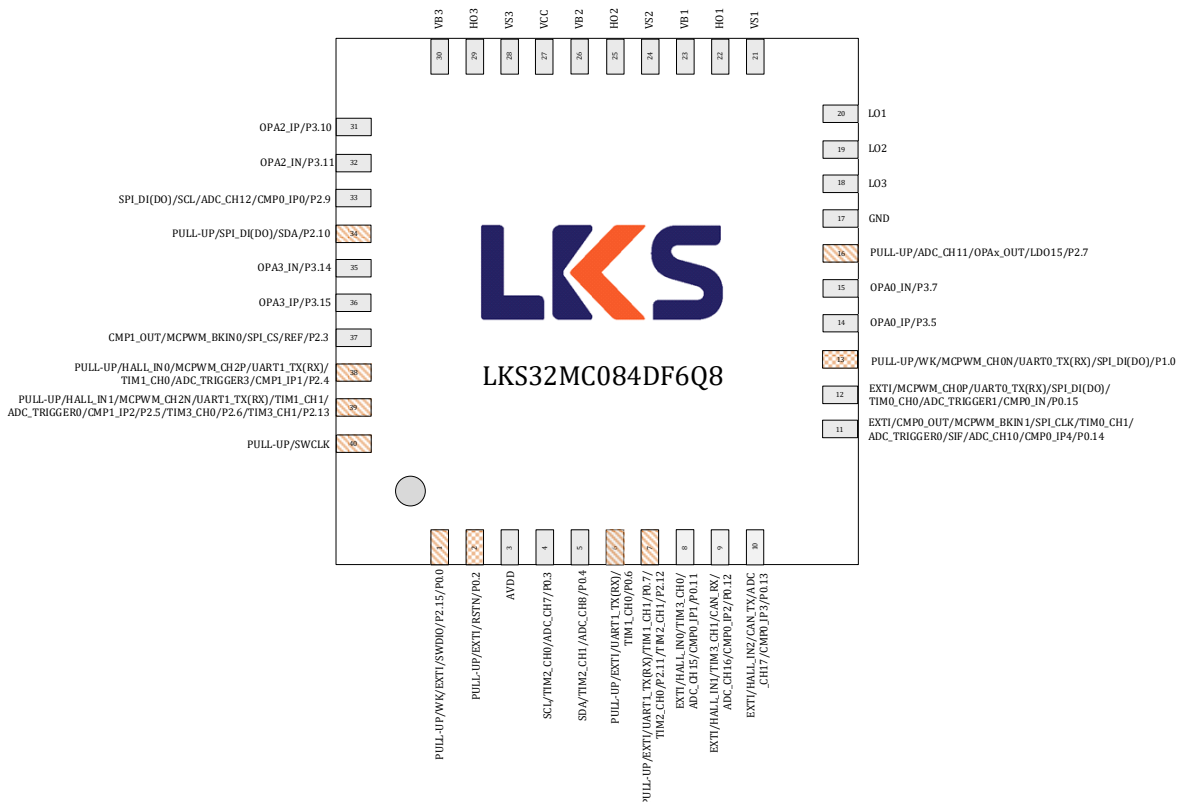 VB3
HO3
VS3
VCC
VB2
HO2
VS2
VB1
HO1
VS1
30
29
28
27
26
25
24
23
22
21
OPA2_IP/P3.10
31
OPA2_IN/P3.11
32
SPI_DI(DO)/SCL/ADC_CH12/CMP0_IP0/P2.9
33
PULL-UP/SPI_DI(DO)/SDA/P2.10
34
OPA3_IN/P3.14
35
OPA3_IP/P3.15
36
CMP1_OUT/MCPWM_BKIN0/SPI_CS/REF/P2.3
37
PULL-UP/HALL_IN0/MCPWM_CH2P/UART1_TX(RX)/
TIM1_CH0/ADC_TRIGGER3/CMP1_IP1/P2.4
38
PULL-UP/HALL_IN1/MCPWM_CH2N/UART1_TX(RX)/TIM1_CH1/
ADC_TRIGGER0/CMP1_IP2/P2.5/TIM3_CH0/P2.6/TIM3_CH1/P2.13
39
PULL-UP/SWCLK
40
LKS
LKS32MC084DF6Q8
20
LO1
19
LO2
18
LO3
17
GND
16
PULL-UP/ADC_CH11/OPAx_OUT/LDO15/P2.7
15
OPA0_IN/P3.7
14
OPA0_IP/P3.5
13
PULL-UP/WK/MCPWM_CH0N/UART0_TX(RX)/SPI_DI(DO)/P1.0
12
EXTI/MCPWM_CH0P/UART0_TX(RX)/SPI_DI(DO)/
TIM0_CH0/ADC_TRIGGER1/CMP0_IN/P0.15
11
EXTI/CMP0_OUT/MCPWM_BKIN1/SPI_CLK/TIM0_CH1/
ADC_TRIGGER0/SIF/ADC_CH10/CMP0_IP4/P0.14
1
2
3
4
5
6
7
8
9
10
PULL-UP/WK/EXTI/SWDIO/P2.15/P0.0
PULL-UP/EXTI/RSTN/P0.2
AVDD
SCL/TIM2_CH0/ADC_CH7/P0.3
SDA/TIM2_CH1/ADC_CH8/P0.4
PULL-UP/EXTI/UART1_TX(RX)/
TIM1_CH0/P0.6
PULL-UP/EXTI/UART1_TX(RX)/TIM1_CH1/P0.7/
TIM2_CH0/P2.11/TIM2_CH1/P2.12
EXTI/HALL_IN0/TIM3_CH0/
ADC_CH15/CMP0_IP1/P0.11
EXTI/HALL_IN1/TIM3_CH1/CAN_RX/
ADC_CH16/CMP0_IP2/P0.12
EXTI/HALL_IN2/CAN_TX/ADC
_CH17/CMP0_IP3/P0.13